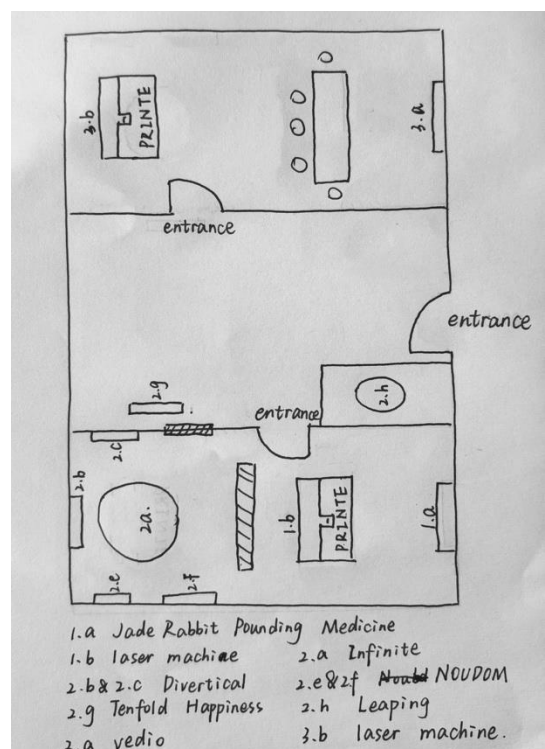 3.b
PRINTE
3.a
entrance
entrance
2.g
entrance
2.h
2.c
2.b
2a.
1.b
PRINTE
1.a
2.e
2.f
1.a Jade Rabbit Pounding Medicine
1.b laser machine 2.a Infinite
2.b&2.c Divertical 2.e&2f NOUDOM
2.g Tenfold Happiness 2.h Leaping
2.a vedio 3.b laser machine.